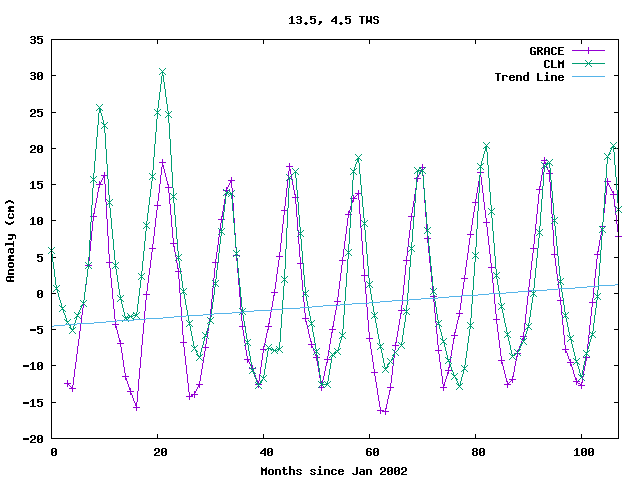 13.5, 4.5 TWS
35
30
25
20
15
10
5
0
-5
-10
-15
-20
Anomaly (cm)
GRACE
CLM
Trend Line
0 20 40 60 80 100
Months since Jan 2002